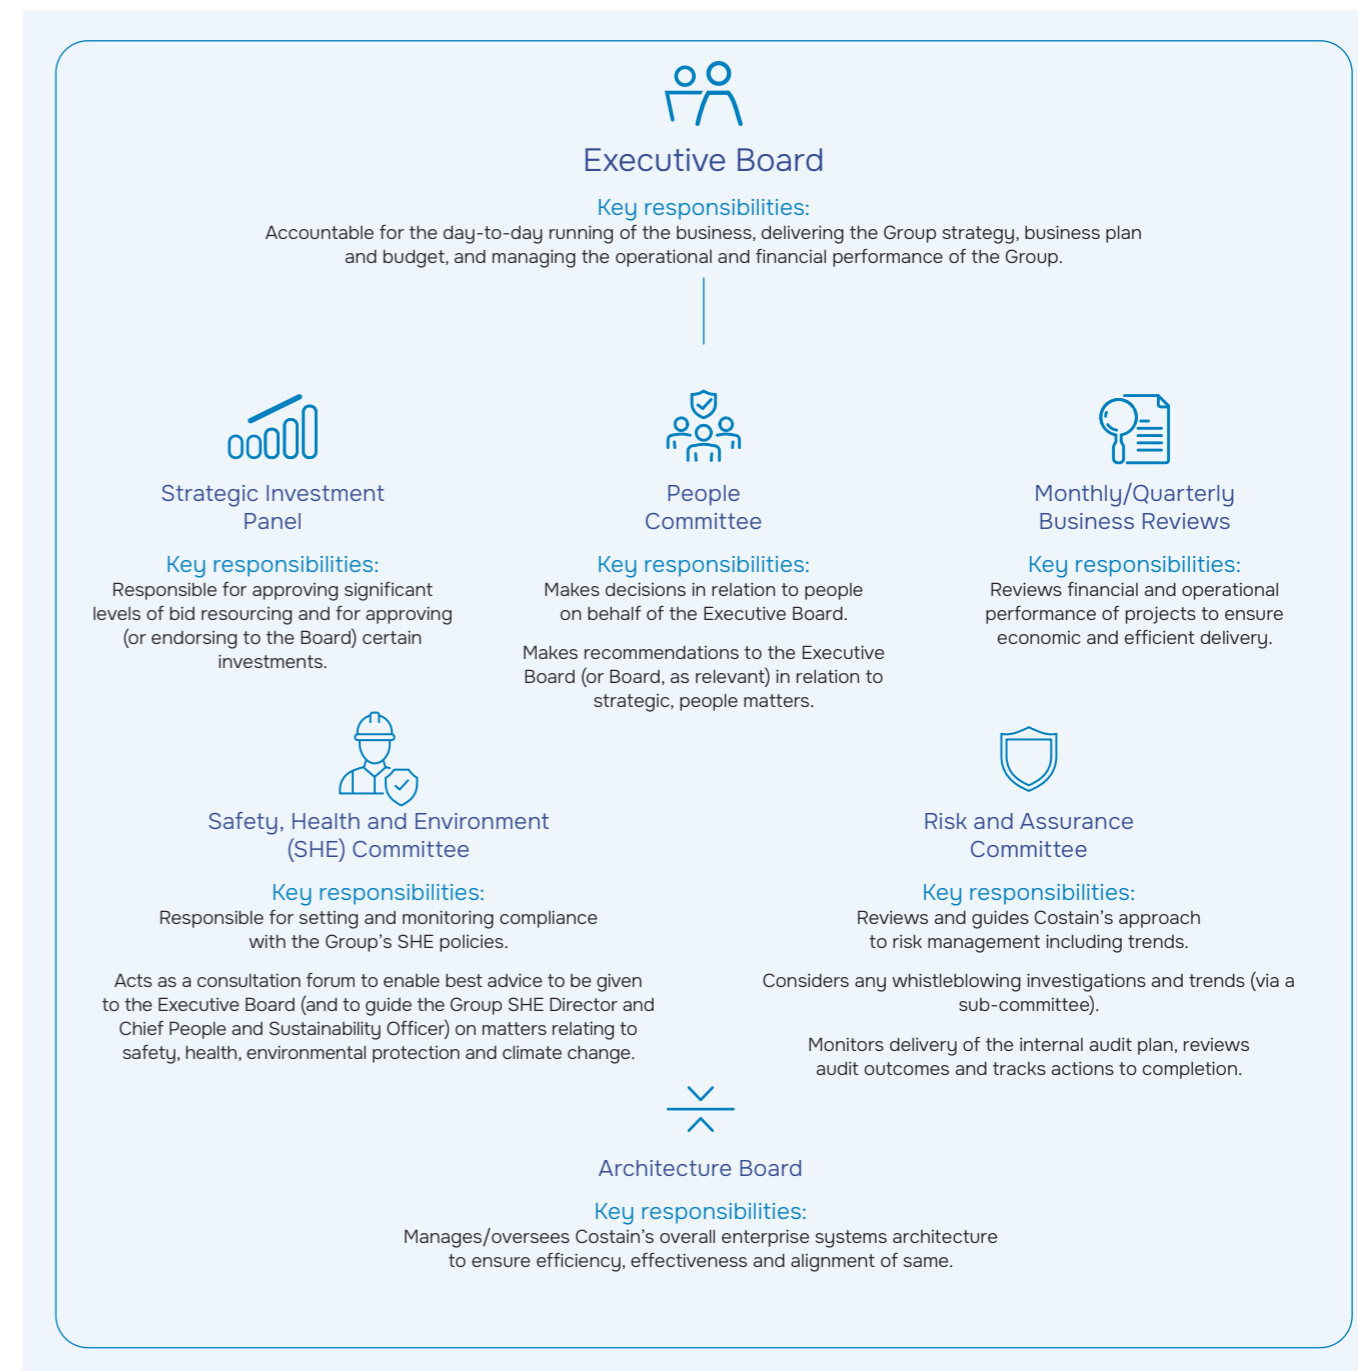 Executive Board
Key responsibilities:
Accountable for the day-to-day running of the business, delivering the Group strategy, business plan
and budget, and managing the operational and financial performance of the Group.
Strategic Investment
Panel
Key responsibilities:
Responsible for approving significant
levels of bid resourcing and for approving
(or endorsing to the Board) certain
investments.
People
Committee
Key responsibilities:
Makes decisions in relation to people
on behalf of the Executive Board.
Makes recommendations to the Executive
Board (or Board, as relevant) in relation to
strategic, people matters.
Monthly/Quarterly
Business Reviews
Key responsibilities:
Reviews financial and operational
performance of projects to ensure
economic and efficient delivery.
Safety, Health and Environment
(SHE) Committee
Key responsibilities:
Responsible for setting and monitoring compliance
with the Group's SHE policies.
Acts as a consultation forum to enable best advice to be given
to the Executive Board (and to guide the Group SHE Director and
Chief People and Sustainability Officer) on matters relating to
safety, health, environmental protection and climate change.
Risk and Assurance
Committee
Key responsibilities:
Reviews and guides Costain's approach
to risk management including trends.
Considers any whistleblowing investigations and trends (via a
sub-committee).
Monitors delivery of the internal audit plan, reviews
audit outcomes and tracks actions to completion.
Architecture Board
Key responsibilities:
Manages/oversees Costain's overall enterprise systems architecture
to ensure efficiency, effectiveness and alignment of same.